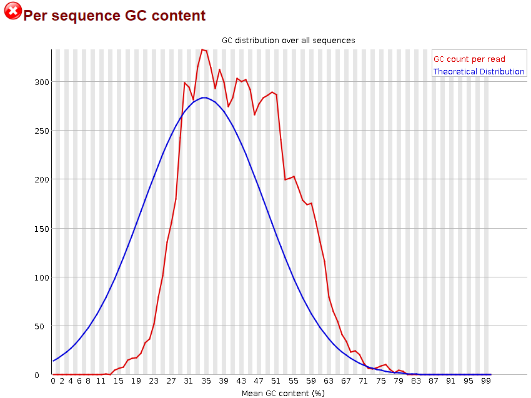 Per sequence GC content
GC distribution over all sequences
GC count per read
Theoretical Distribution
300
250
200
150
100
50
0
0 2 4 6 8 11 15 19 23 27 31 35 39 43 47 51 55 59 63 67 71 75 79 83 87 91 95 99
Mean GC content (%)